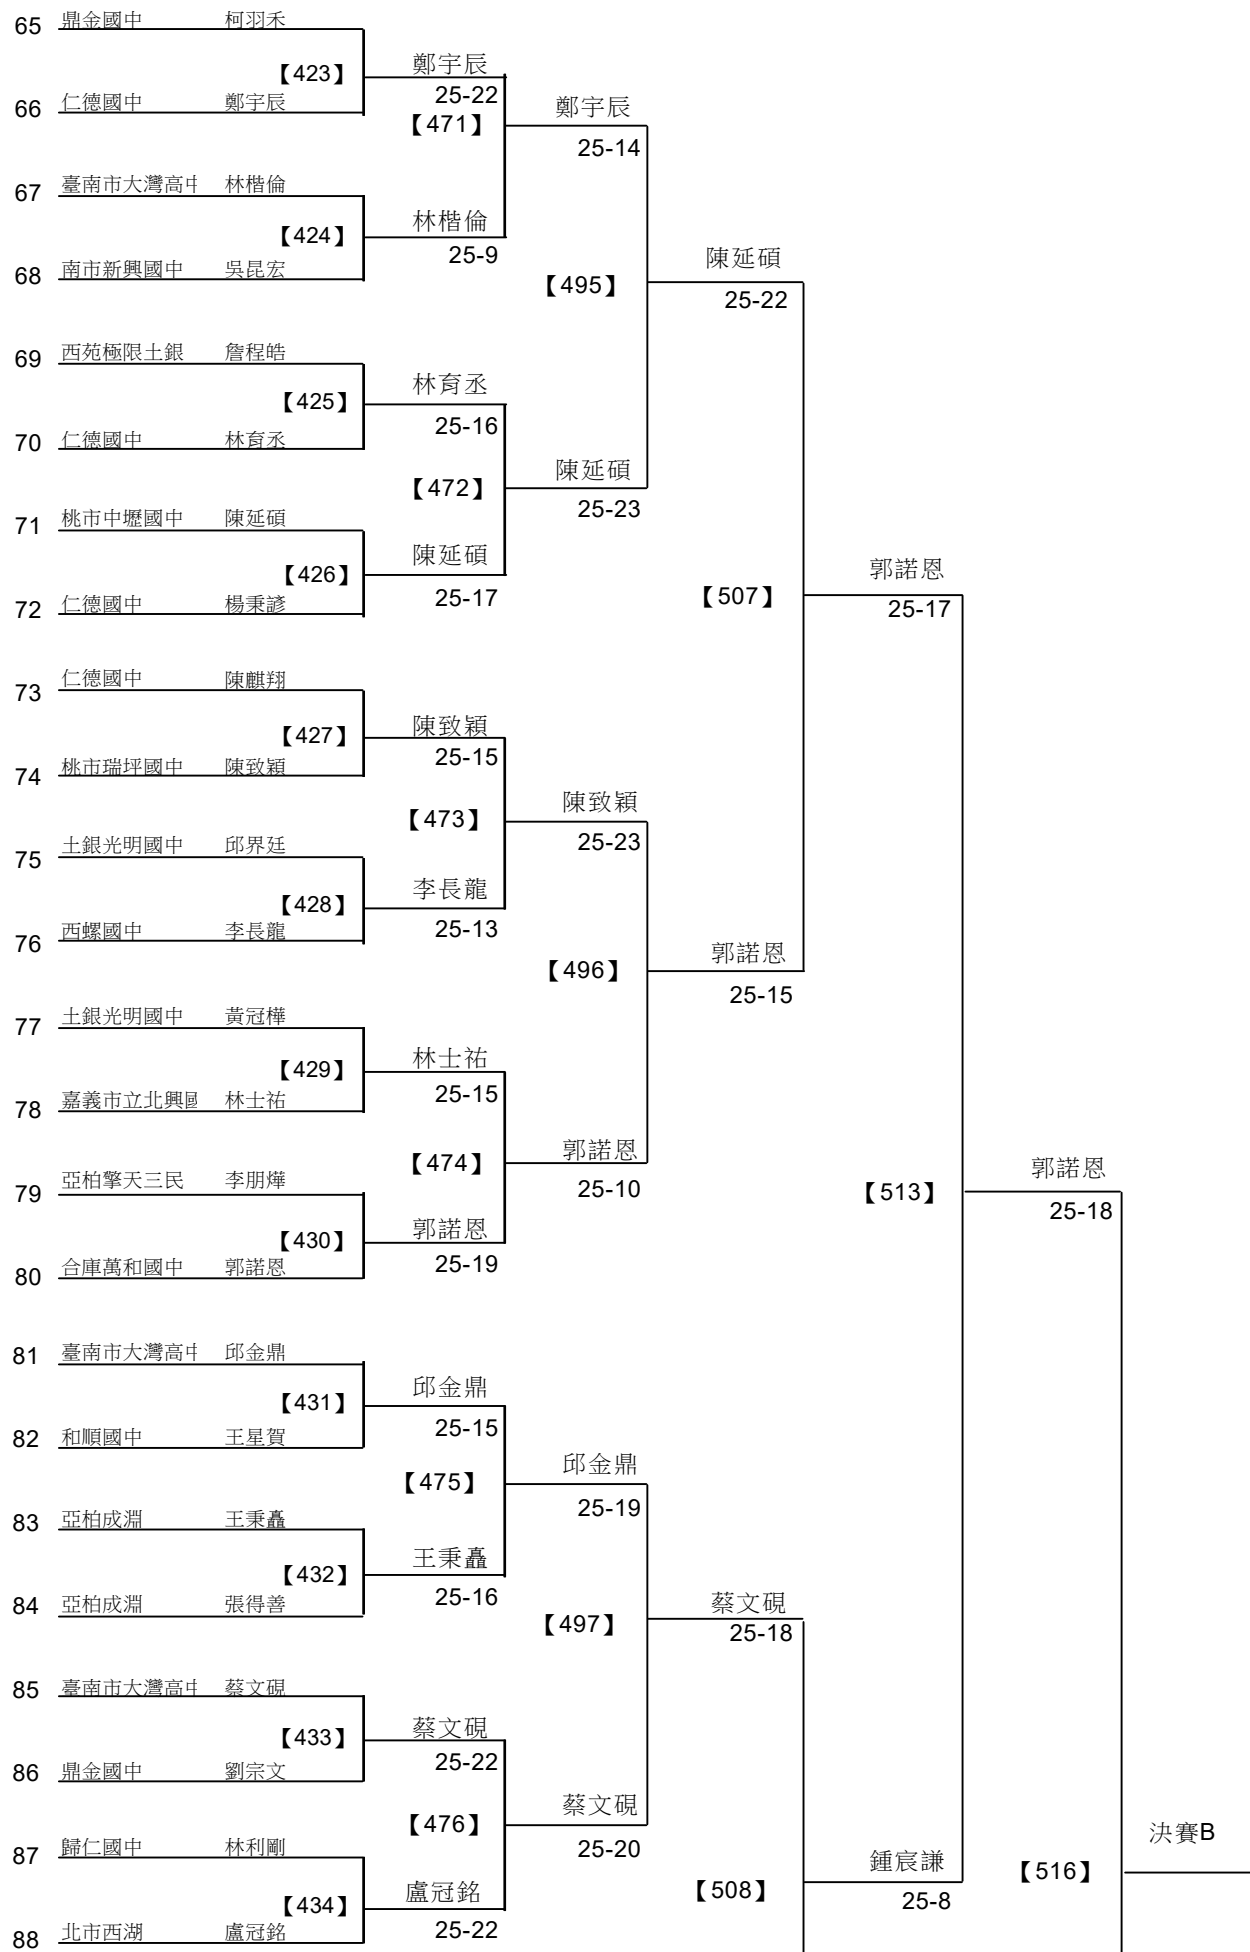 65 鼎金國中 柯羽禾
【423】 鄭宇辰
25-22
66 仁德國中 鄭宇辰
【471】 鄭宇辰
25-14
67 臺南市大灣高中 林楷倫
【424】 林楷倫
25-9
68 南市新興國中 吳昆宏
【495】 陳延碩
25-22
69 西苑極限土銀 詹程皓
【425】 林育丞
25-16
70 仁德國中 林育丞
【472】 陳延碩
25-23
71 桃市中壢國中 陳延碩
【426】 陳延碩
25-17
72 仁德國中 楊秉諺
【507】 郭諾恩
25-17
73 仁德國中 陳麒翔
【427】 陳致穎
25-15
74 桃市瑞坪國中 陳致穎
【473】 陳致穎
25-23
75 土銀光明國中 邱界廷
【428】 李長龍
25-13
76 西螺國中 李長龍
【496】 郭諾恩
25-15
77 土銀光明國中 黃冠樺
【429】 林士祐
25-15
78 嘉義市立北興國 林士祐
【474】 郭諾恩
25-10
79 亞柏擎天三民 李朋燁
【430】 郭諾恩
25-19
80 合庫萬和國中 郭諾恩
【513】 郭諾恩
25-18
81 臺南市大灣高中 邱金鼎
【431】 邱金鼎
25-15
82 和順國中 王星賀
【475】 邱金鼎
25-19
83 亞柏成淵 王秉矗
【432】 王秉矗
25-16
84 亞柏成淵 張得善
【497】 蔡文硯
25-18
85 臺南市大灣高中 蔡文硯
【433】 蔡文硯
25-22
86 鼎金國中 劉宗文
【476】 蔡文硯
25-20
87 歸仁國中 林利剛
【434】 盧冠銘
25-22
88 北市西湖 盧冠銘
【508】 鍾宸謙
25-8
【516】 決賽B